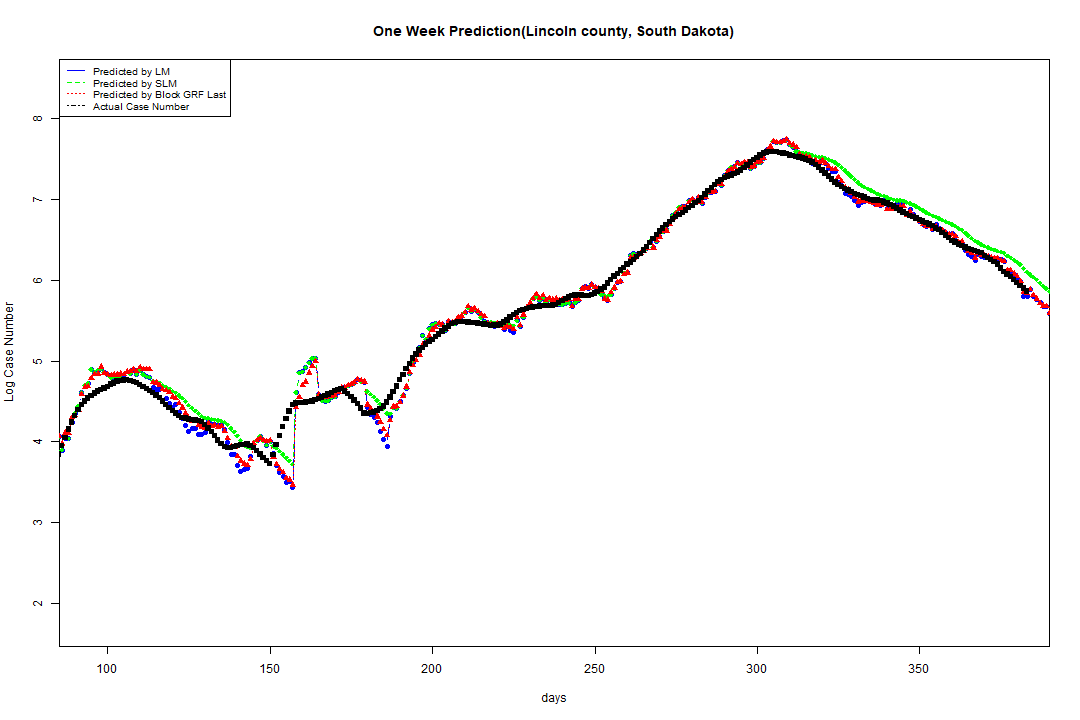 One Week Prediction(Lincoln county, South Dakota)
Predicted by LM
Predicted by SLM
Predicted by Block GRF Last
Actual Case Number
8
7
6
5
4
3
2
Log Case Number
100 150 200 250 300 350
days